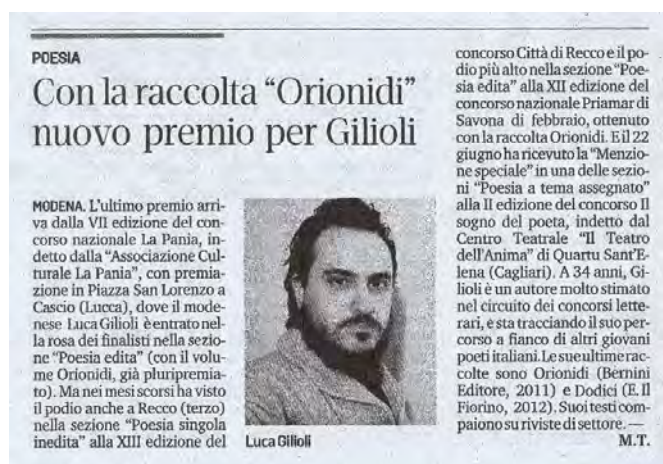 POESIA
Con la raccolta “Orionidi”
nuovo premio per Gilioli
MODENA. L'ultimo premio arri-
va dalla VII edizione del con-
corso nazionale La Pania, in-
detto dalla “Associazione Cul-
turale La Pania”, con premia-
zione in Piazza San Lorenzo a
Cascio (Lucca), dove il mode-
nese Luca Gilioli è entrato nel-
la rosa dei finalisti nella sezio-
ne “Poesia edita” (con il volu-
me Orionidi, già pluripremia-
to). Ma nei mesi scorsi ha visto
il podio anche a Recco (terzo)
nella sezione “Poesia singola
inedita” alla XIII edizione del
Luca Gilioli
concorso Città di Recco e il po-
dio più alto nella sezione “Poe-
sia edita” alla XII edizione del
concorso nazionale Priamar di
Savona di febbraio, ottenuto
con la raccolta Orionidi. E il 22
giugno ha ricevuto la “Menzio-
ne speciale” in una delle sezio-
ni “Poesia a tema assegnato”
alla II edizione del concorso Il
sogno del poeta, indetto dal
Centro Teatrale “Il Teatro
dell'Anima” di Quartu Sant'E-
lena (Cagliari). A 34 anni, Gi-
lioli è un autore molto stimato
nel circuito dei concorsi lette-
rari, e sta tracciando il suo per-
corso a fianco di altri giovani
poeti italiani. Le sue ultime rac-
colte sono Orionidi (Bernini
Editore, 2011) e Dodici (E. Il
Fiorino, 2012). Suoi testi com-
paiono su riviste di settore. —
M.T.